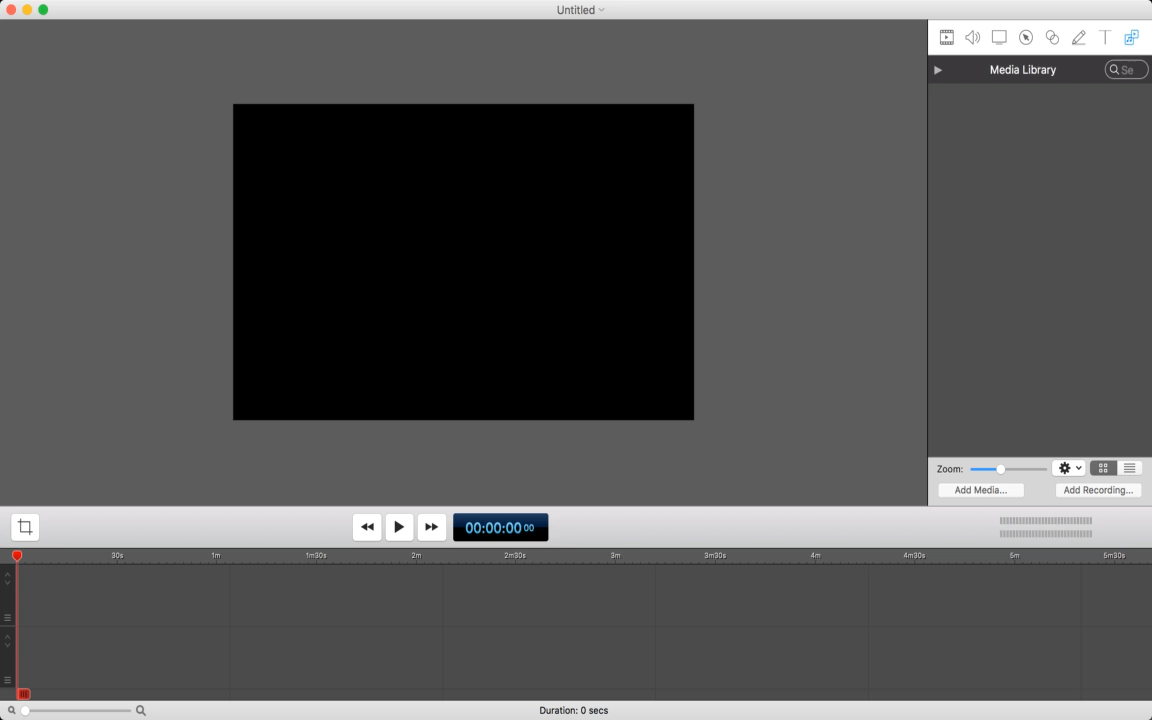 Untitled
Media Library
Se
Zoom:
Add Media...
Add Recording...
00:00:00 00
30s 1m 1m30s 2m 2m30s 3m 3m30s 4m 4m30s 5m 5m30s
Duration: 0 secs